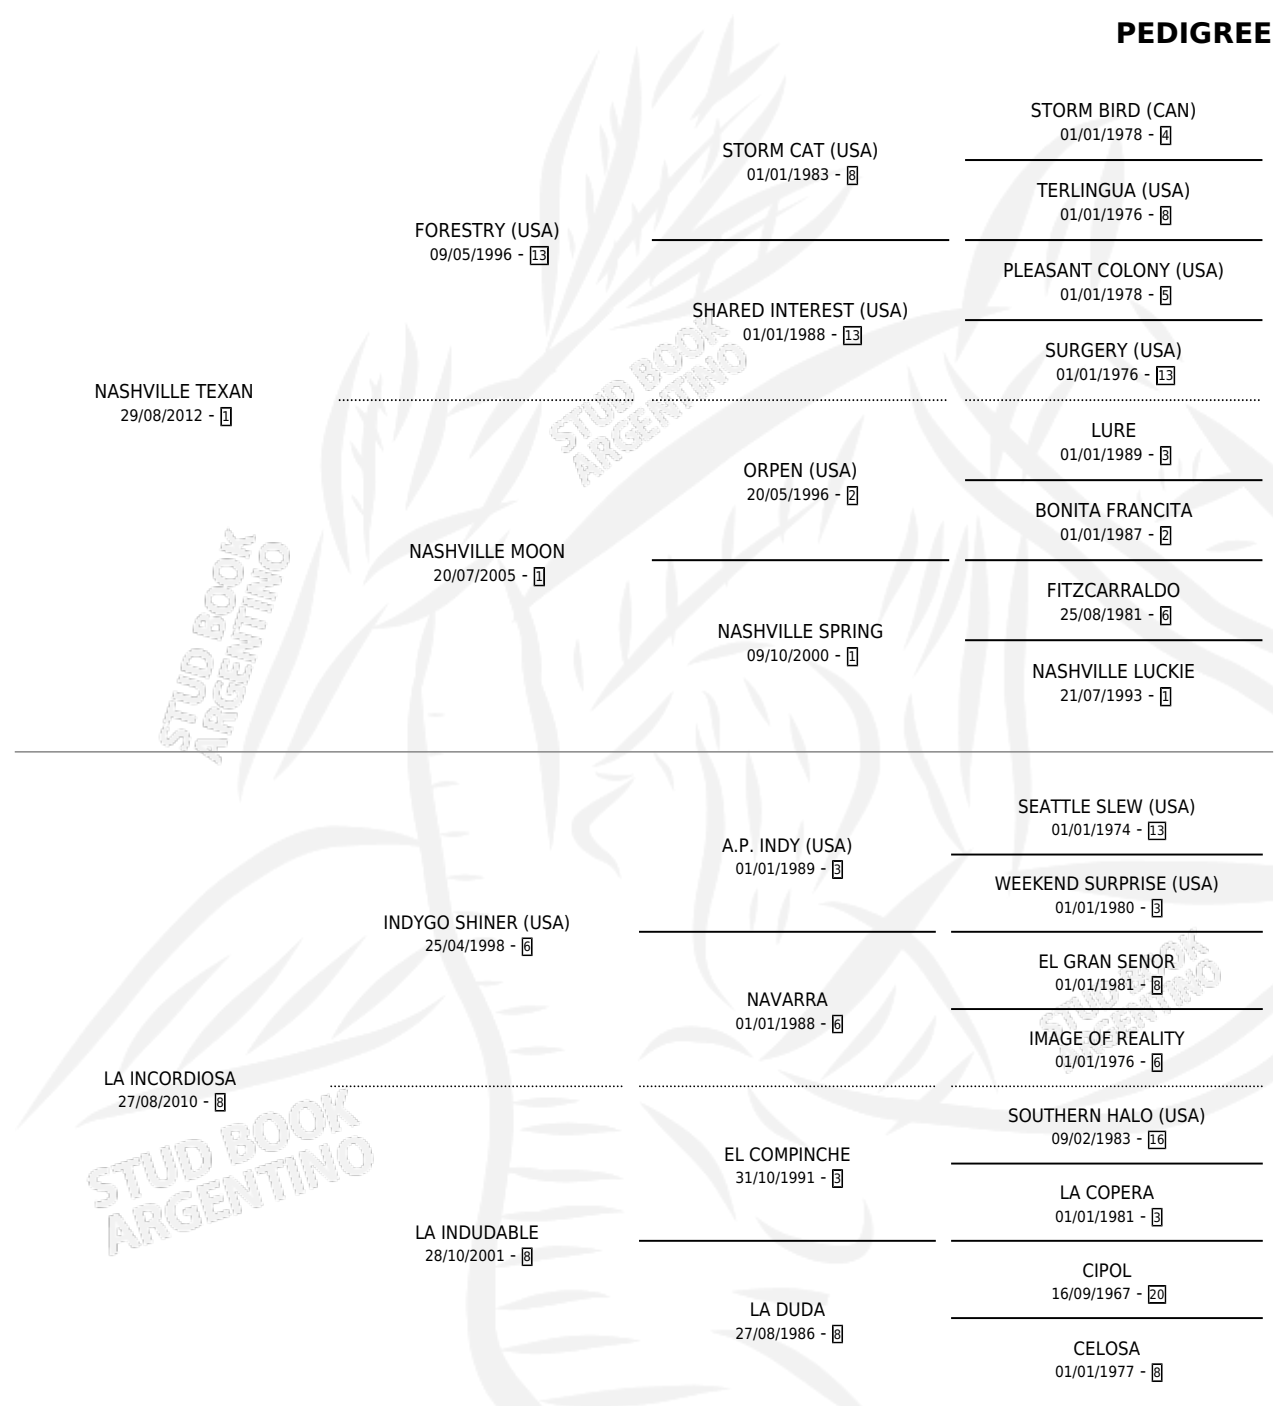 PEDIGREE
STORM BIRD (CAN)
01/01/1978 - 4
STORM CAT (USA)
01/01/1983 - 8
TERLINGUA (USA)
01/01/1976 - 8
FORESTRY (USA)
09/05/1996 - 13
PLEASANT COLONY (USA)
01/01/1978 - 5
SHARED INTEREST (USA)
01/01/1988 - 13
SURGERY (USA)
01/01/1976 - 13
NASHVILLE TEXAN
29/08/2012 - 1
LURE
01/01/1989 - 3
ORPEN (USA)
20/05/1996 - 2
BONITA FRANCITA
01/01/1987 - 2
NASHVILLE MOON
20/07/2005 - 1
FITZCARRALDO
25/08/1981 - 6
NASHVILLE SPRING
09/10/2000 - 1
NASHVILLE LUCKIE
21/07/1993 - 1
SEATTLE SLEW (USA)
01/01/1974 - 13
A.P. INDY (USA)
01/01/1989 - 3
WEEKEND SURPRISE (USA)
01/01/1980 - 3
INDYGO SHINER (USA)
25/04/1998 - 6
EL GRAN SENOR
01/01/1981 - 8
NAVARRA
01/01/1988 - 6
IMAGE OF REALITY
01/01/1976 - 6
LA INCORDIOSA
27/08/2010 - 8
SOUTHERN HALO (USA)
09/02/1983 - 16
EL COMPINCHE
31/10/1991 - 3
LA COPERA
01/01/1981 - 3
LA INDUDABLE
28/10/2001 - 8
CIPOL
16/09/1967 - 20
LA DUDA
27/08/1986 - 8
CELOSA
01/01/1977 - 8
STUD BOOK
ARGENTINO
STUD BOOK
ARGENTINO
STUD BOOK
ARGENTINO
STUD BOOK
ARGENTINO